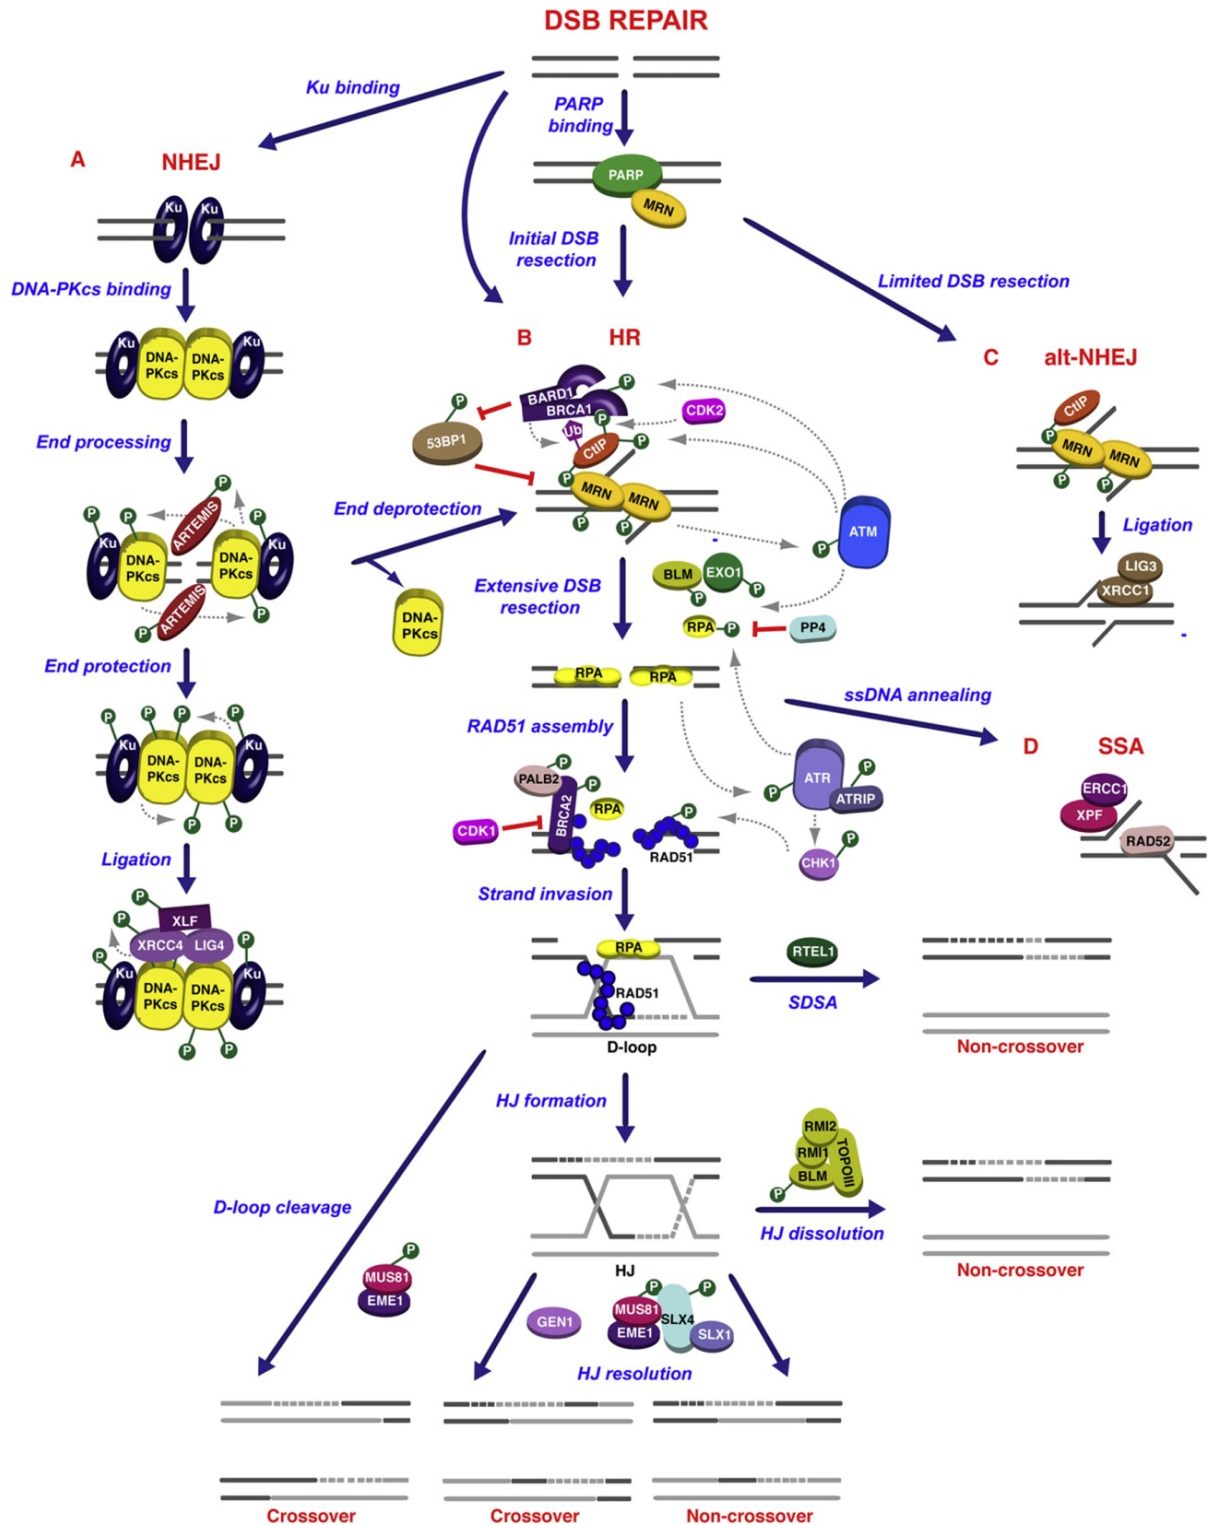 DSB REPAIR
Ku binding
PARP
binding
A
NHEJ
PARP
MRN
Ku
Ku
Initial DSB
resection
DNA-PKcs binding
Limited DSB resection
Ku
DNA-
PKcs
DNA-
PKcs
Ku
B
HR
C
alt-NHEJ
BARD1
P
BRCA1
P
CDK2
P
53BP1
Ub
CtIP
P
P
MRN
MRN
P
P
CtIP
P
MRN
MRN
P
P
End processing
End deprotection
ATM
P
Ligation
P
ARTEMIS
P
P
P
Ku
DNA-
PKcs
DNA-
PKcs
Ku
ARTEMIS
P
P
DNA-
PKcs
Extensive DSB
resection
BLM
P
EXO1
P
RPA
P
PP4
LIG3
XRCC1
End protection
RPA
RPA
ssDNA annealing
RAD51 assembly
D
SSA
P
P
P
P
Ku
DNA-
PKcs
DNA-
PKcs
Ku
P
P
PALB2
P
P
BRCA2
RPA
CDK1
P
RAD51
ATR
P
P
ATRIP
CHK1
P
ERCC1
XPF
RAD52
Ligation
Strand invasion
P
XLF
P
XRCC4
LIG4
P
P
Ku
DNA-
PKcs
DNA-
PKcs
Ku
P
P
RPA
RAD51
D-loop
RTEL1
SDSA
Non-crossover
HJ formation
RMI2
RMI1
TOPOIII
BLM
P
D-loop cleavage
HJ dissolution
Non-crossover
HJ
P
MUS81
EME1
GEN1
P
MUS81
EME1
SLX4
P
SLX1
HJ resolution
Crossover
Crossover
Non-crossover